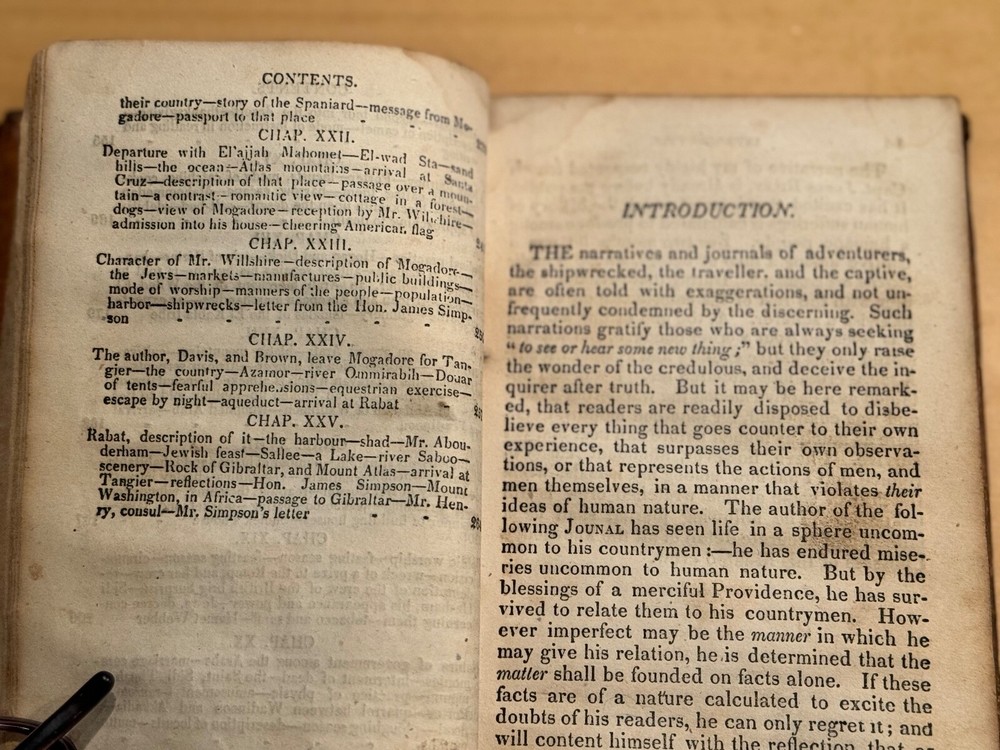 CONTENTS.
their country—story of the Spaniard—message from Mo-
gadore—passport to that place - - -
CHAP. XXII.
Departure with El'ajjah Mahomet—El-wad Sta—sand
hills—the ocean—Atlas mountains—arrival at Santa
Cruz—description of that place—passage over a moun-
tain—a contrast—romantic view—cottage in a forest—
dogs—view of Mogadore—reception by Mr. Wilshire—
admission into his house—cheering American flag
CHAP. XXIII.
Character of Mr. Willshire—description of Mogadore—
the Jews—markets—manufactures—public buildings—
mode of worship—manners of the people—population—
harbor—shipwrecks—letter from the Hon. James Simp-
son - - - - - -
CHAP. XXIV.
The author, Davis, and Brown, leave Mogadore for Tan-
gier—the country—Azamor—river Ommirabih—Douar
of tents—fearful apprehensions—equestrian exercise—
escape by night—aqueduct—arrival at Rabat -
CHAP. XXV.
Rabat, description of it—the harbour—shad—Mr. Abou-
derham—Jewish feast—Sallee—a Lake—river Saboo—
scenery—Rock of Gibraltar, and Mount Atlas—arrival at
Tangier—reflections—Hon. James Simpson—Mount
Washington, in Africa—passage to Gibraltar—Mr. Hen-
ry, consul—Mr. Simpson's letter - -
INTRODUCTION.
THE narratives and journals of adventurers,
the shipwrecked, the traveller, and the captive,
are often told with exaggerations, and not un-
frequently condemned by the discerning. Such
narrations gratify those who are always seeking
"to see or hear some new thing;" but they only raise
the wonder of the credulous, and deceive the in-
quirer after truth. But it may be here remark-
ed, that readers are readily disposed to disbe-
lieve every thing that goes counter to their own
experience, that surpasses their own observa-
tions, or that represents the actions of men, and
men themselves, in a manner that violates their
ideas of human nature. The author of the fol-
lowing JOUNAL has seen life in a sphere uncom-
mon to his countrymen:—he has endured mise-
ries uncommon to human nature. But by the
blessings of a merciful Providence, he has sur-
vived to relate them to his countrymen. How-
ever imperfect may be the manner in which he
may give his relation, he is determined that the
matter shall be founded on facts alone. If these
facts are of a nature calculated to excite the
doubts of his readers, he can only regret it; and
will content himself with the reflection, that